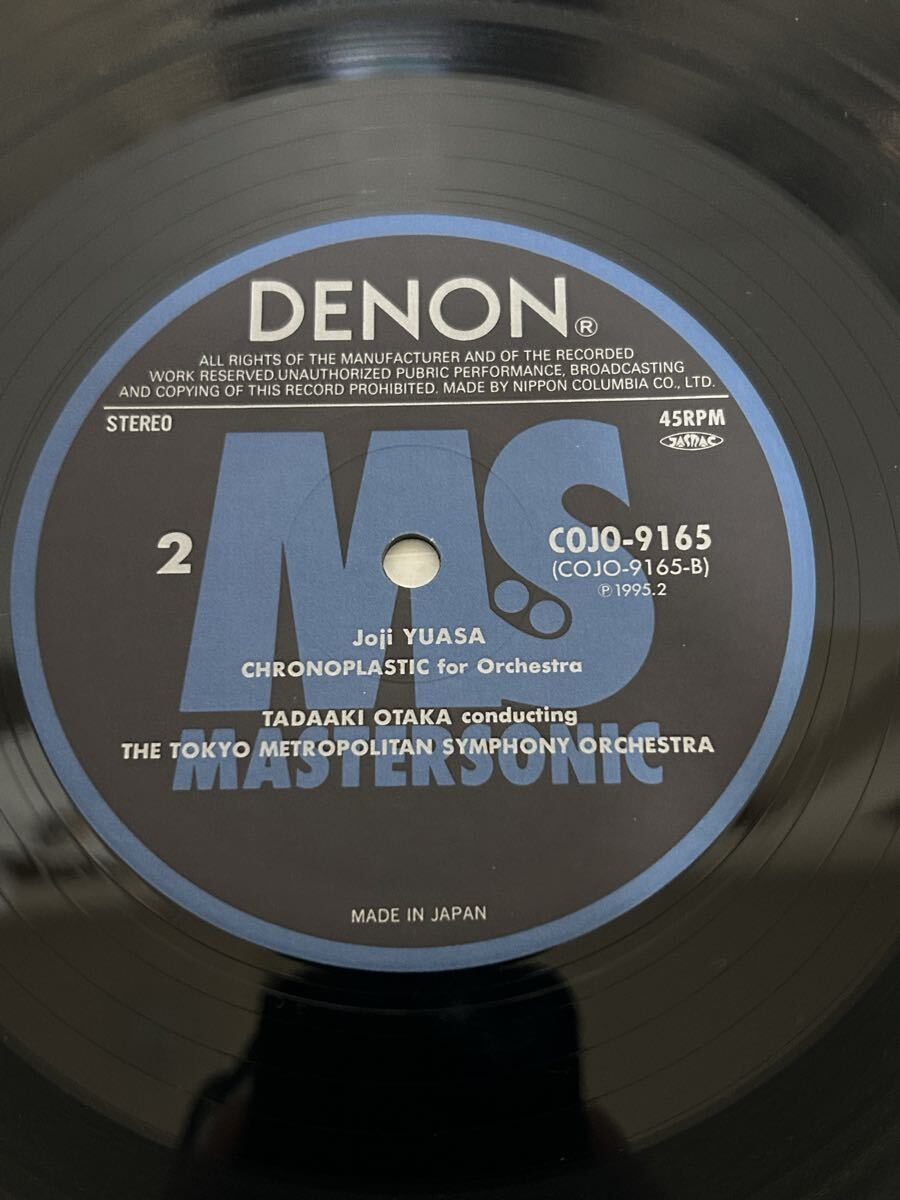 DENON®
ALL RIGHTS OF THE MANUFACTURER AND OF THE RECORDED
WORK RESERVED.UNAUTHORIZED PUBRIC PERFORMANCE, BROADCASTING
AND COPYING OF THIS RECORD PROHIBITED. MADE BY NIPPON COLUMBIA CO., LTD.
STEREO
45RPM
JASRAC
MS
2
COJO-9165
(COJO-9165-B)
℗1995.2
Joji YUASA
CHRONOPLASTIC for Orchestra
TADAAKI OTAKA conducting
THE TOKYO METROPOLITAN SYMPHONY ORCHESTRA
MASTERSONIC
MADE IN JAPAN